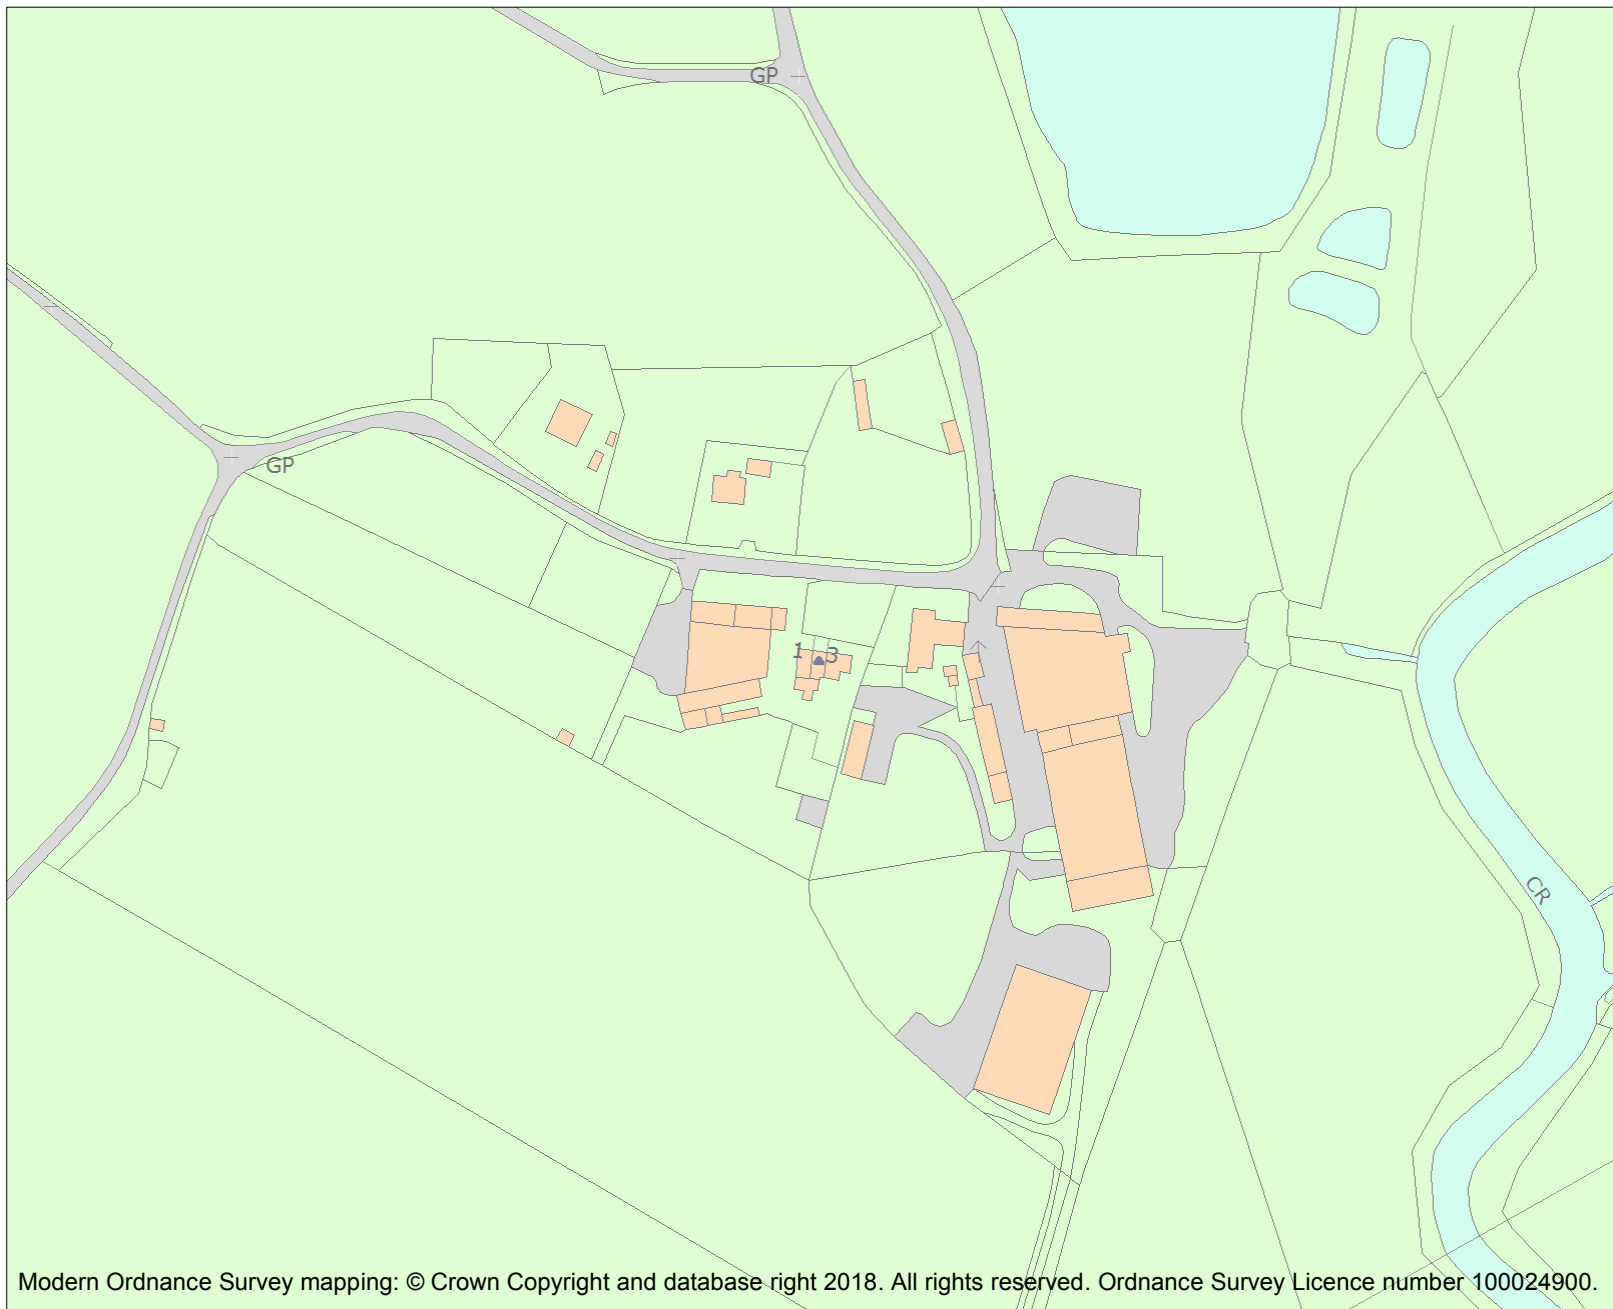 GP
GP
1 3
CR
Modern Ordnance Survey mapping: © Crown Copyright and database right 2018. All rights reserved. Ordnance Survey Licence number 100024900.